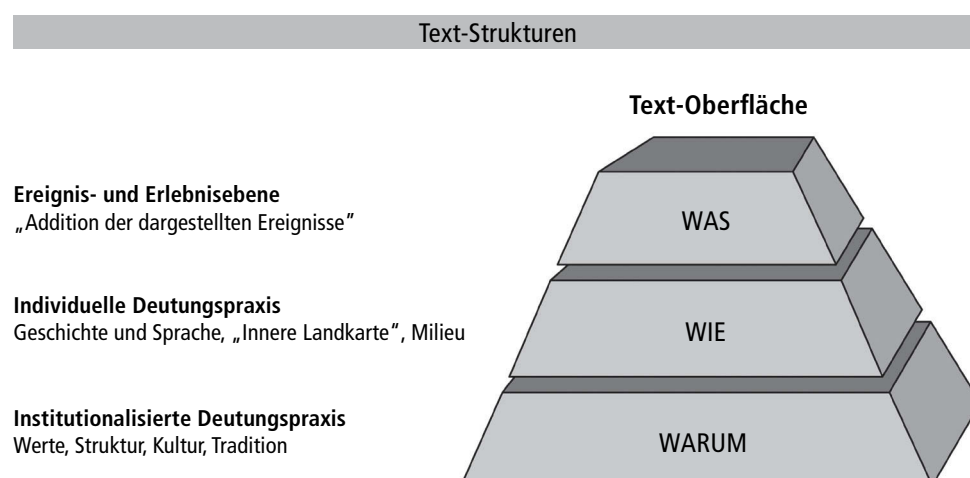 Text-Strukturen
Text-Oberfläche
Ereignis- und Erlebnisebene
„Addition der dargestellten Ereignisse”
WAS
Individuelle Deutungspraxis
Geschichte und Sprache, „Innere Landkarte“, Milieu
WIE
Institutionalisierte Deutungspraxis
Werte, Struktur, Kultur, Tradition
WARUM